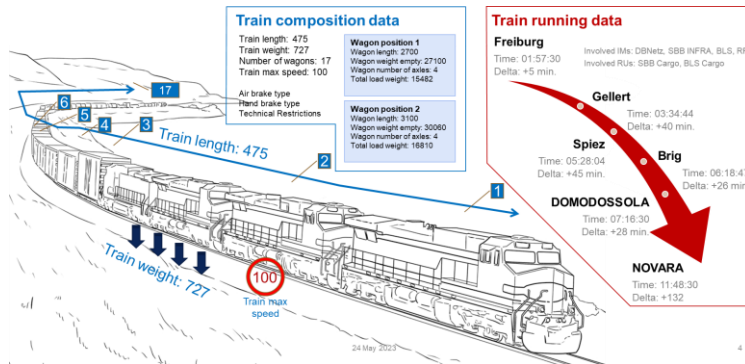 Train composition data
Train length: 475
Train weight: 727
Number of wagons: 17
Train max speed: 100
Air brake type
Hand brake type
Technical Restrictions
Wagon position 1
Wagon length: 2700
Wagon weight empty: 27100
Wagon number of axles: 4
Total load weight: 15482
Wagon position 2
Wagon length: 3100
Wagon weight empty: 30060
Wagon number of axles: 4
Total load weight: 16810
Train running data
Freiburg
Time: 01:57:30
Delta: +5 min.
Involved IMs: DBNetz, SBB INFRA, BLS, RF
Involved RUs: SBB Cargo, BLS Cargo
Gellert
Time: 03:34:44
Delta: +40 min.
Spiez
Time: 05:28:04
Delta: +45 min.
Brig
Time: 06:18:47
Delta: +26 min
DOMODOSSOLA
Time: 07:16:30
Delta: +28 min.
NOVARA
Time: 11:48:30
Delta: +132
17
6
5
4
3
Train length: 475
2
1
Train weight: 727
100
Train max
speed
24 May 2023
4